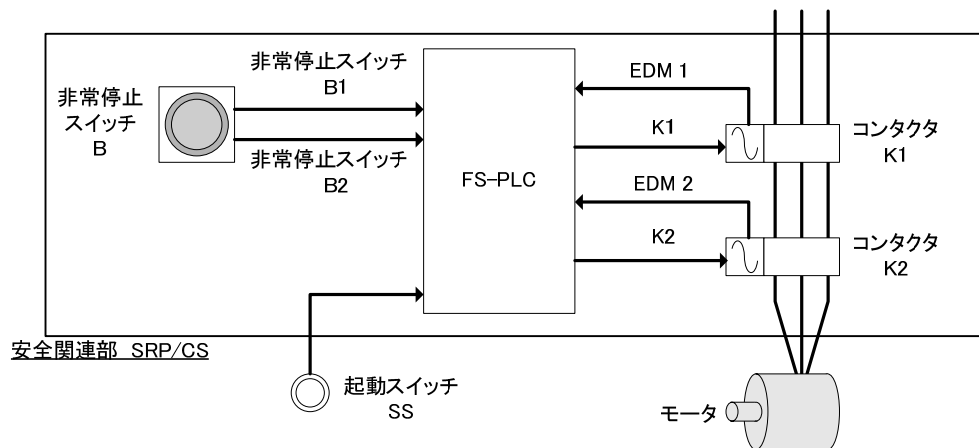 非常停止
スイッチ
B
非常停止スイッチ
B1
非常停止スイッチ
B2
FS-PLC
EDM 1
K1
EDM 2
K2
コンタクタ
K1
コンタクタ
K2
安全関連部 SRP/CS
起動スイッチ
SS
モータ